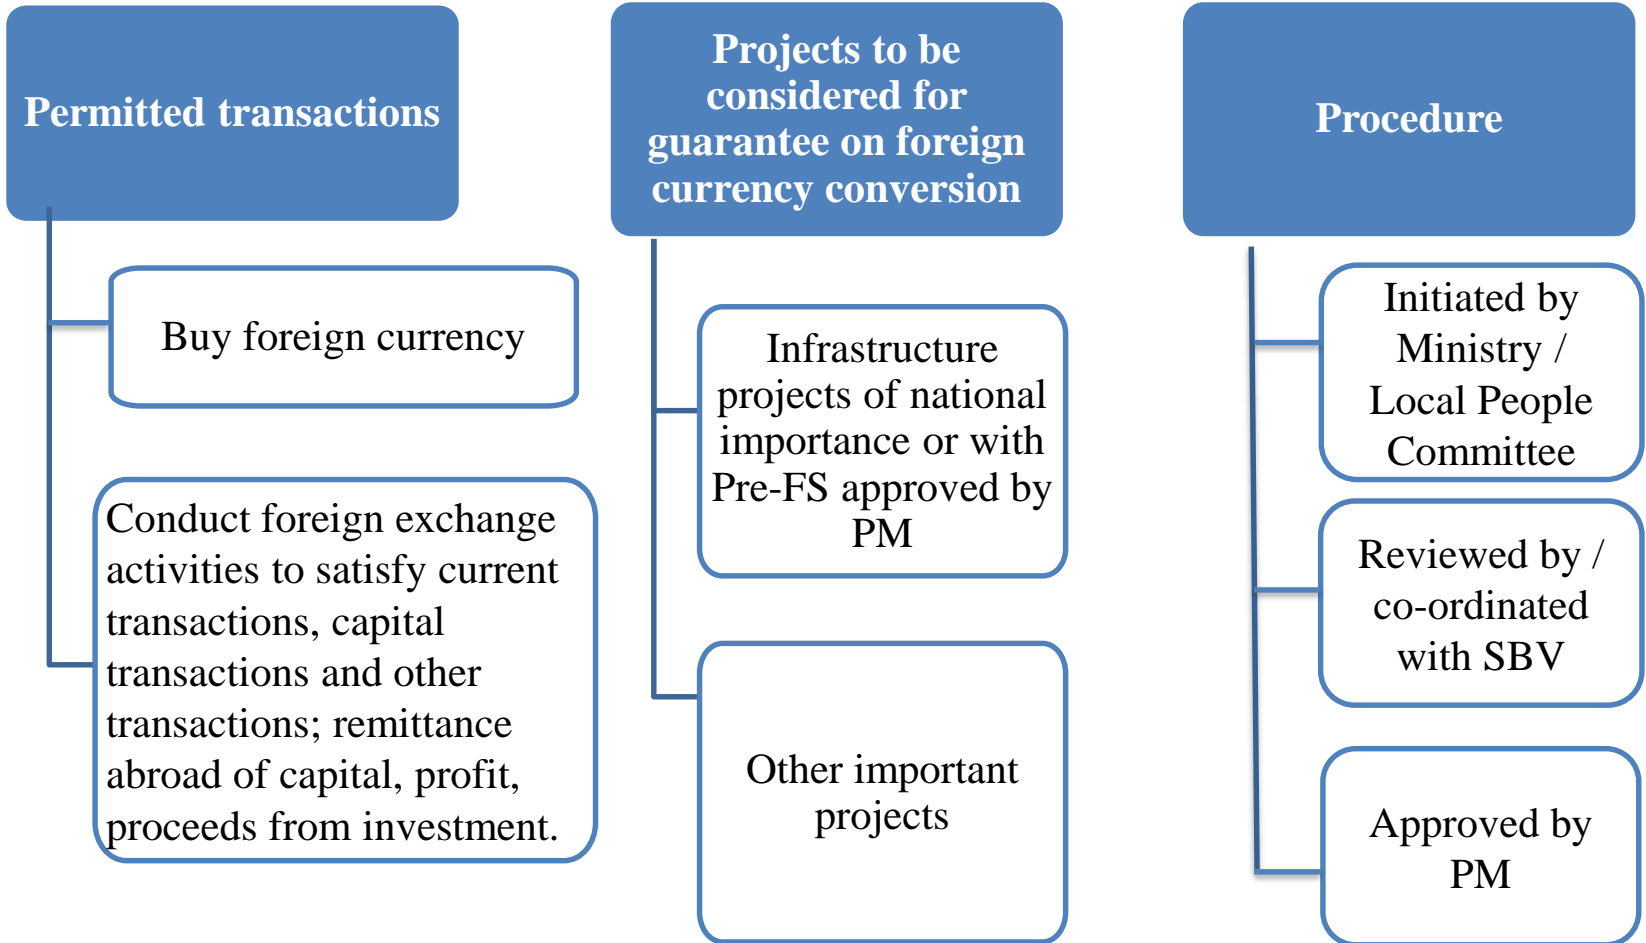 Permitted transactions
Buy foreign currency
Conduct foreign exchange
activities to satisfy current
transactions, capital
transactions and other
transactions; remittance
abroad of capital, profit,
proceeds from investment.
Projects to be
considered for
guarantee on foreign
currency conversion
Infrastructure
projects of national
importance or with
Pre-FS approved by
PM
Other important
projects
Procedure
Initiated by
Ministry /
Local People
Committee
Reviewed by /
co-ordinated
with SBV
Approved by
PM